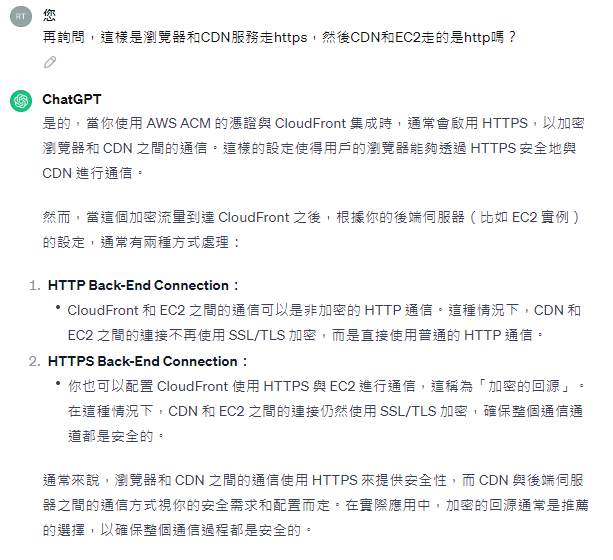 RT 您
再詢問，這樣是瀏覽器和CDN服務走https，然後CDN和EC2走的是http嗎？
ChatGPT
是的，當你使用 AWS ACM 的憑證與 CloudFront 集成時，通常會啟用 HTTPS，以加密
瀏覽器和 CDN 之間的通信。這樣的設定使得用戶的瀏覽器能夠透過 HTTPS 安全地與
CDN 進行通信。
然而，當這個加密流量到達 CloudFront 之後，根據你的後端伺服器（比如 EC2 實例）
的設定，通常有兩種方式處理：
1. HTTP Back-End Connection：
• CloudFront 和 EC2 之間的通信可以是非加密的 HTTP 通信。這種情況下，CDN 和
EC2 之間的連接不再使用 SSL/TLS 加密，而是直接使用普通的 HTTP 通信。
2. HTTPS Back-End Connection：
• 你也可以配置 CloudFront 使用 HTTPS 與 EC2 進行通信，這稱為「加密的回源」。
在這種情況下，CDN 和 EC2 之間的連接仍然使用 SSL/TLS 加密，確保整個通信通
道都是安全的。
通常來說，瀏覽器和 CDN 之間的通信使用 HTTPS 來提供安全性，而 CDN 與後端伺服
器之間的通信方式視你的安全需求和配置而定。在實際應用中，加密的回源通常是推薦
的選擇，以確保整個通信過程都是安全的。